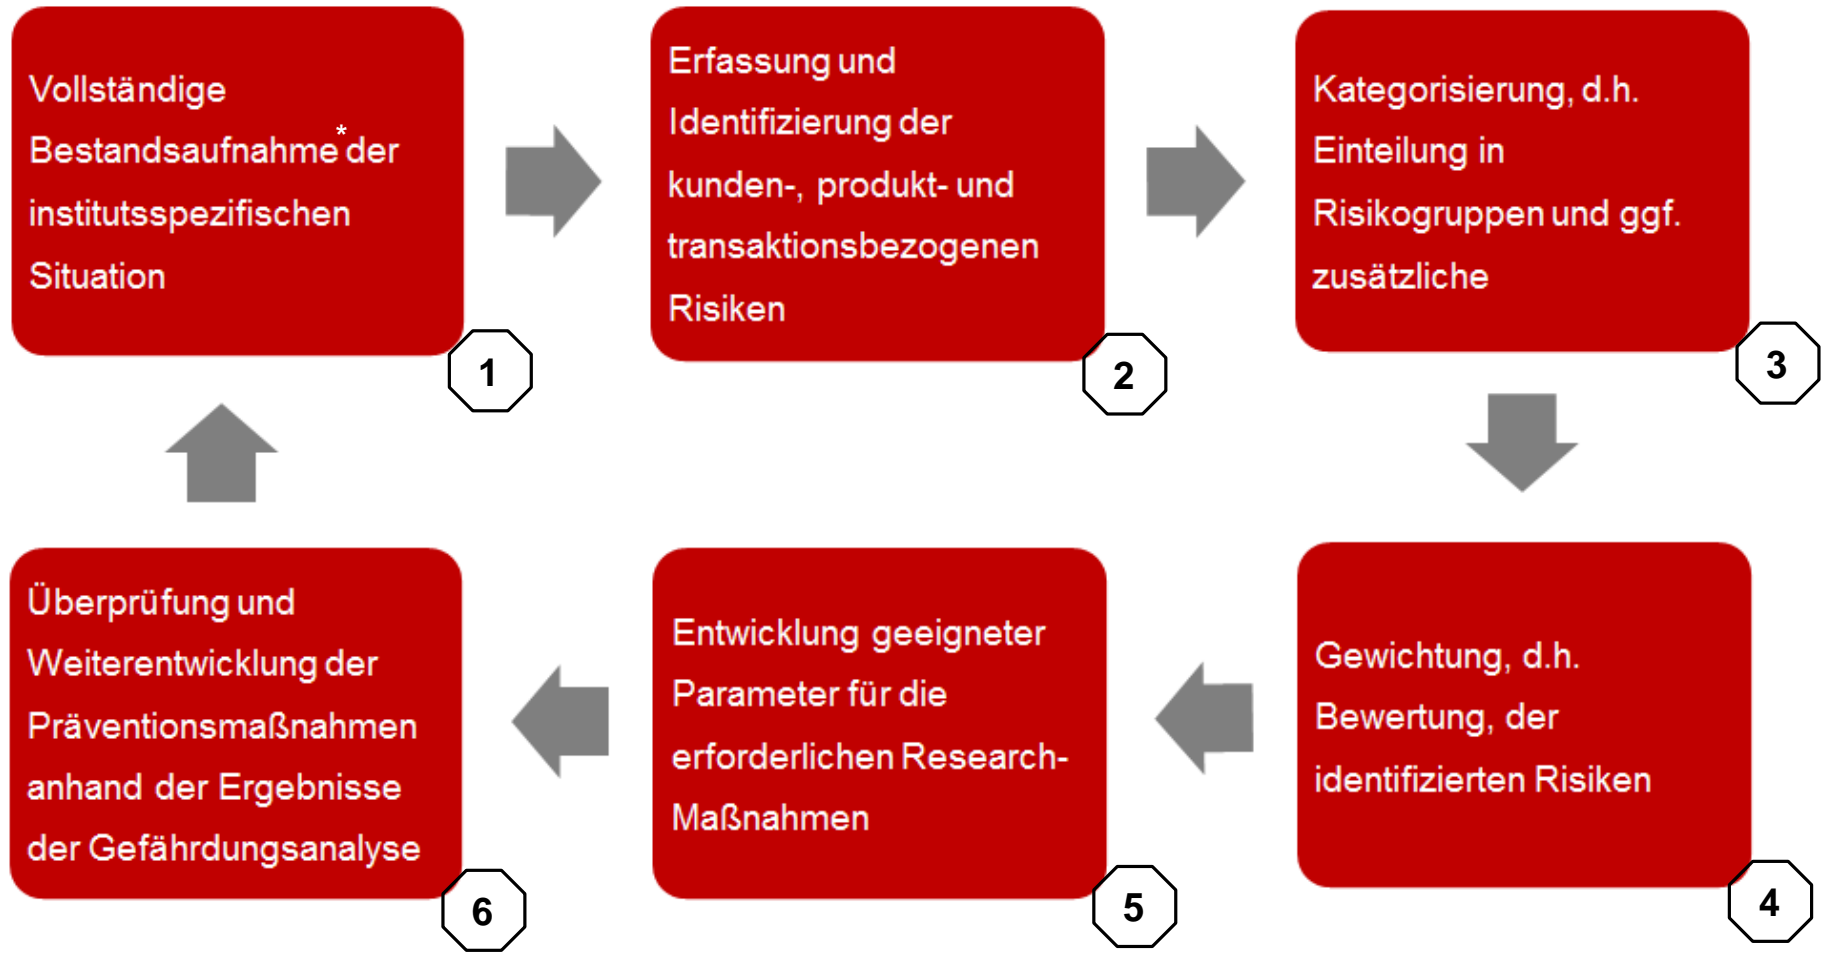 Vollständige
Bestandsaufnahme* der
institutsspezifischen
Situation
1
Erfassung und
Identifizierung der
kunden-, produkt- und
transaktionsbezogenen
Risiken
2
Kategorisierung, d.h.
Einteilung in
Risikogruppen und ggf.
zusätzliche
3
Gewichtung, d.h.
Bewertung, der
identifizierten Risiken
4
Entwicklung geeigneter
Parameter für die
erforderlichen Research-
Maßnahmen
5
Überprüfung und
Weiterentwicklung der
Präventionsmaßnahmen
anhand der Ergebnisse
der Gefährdungsanalyse
6